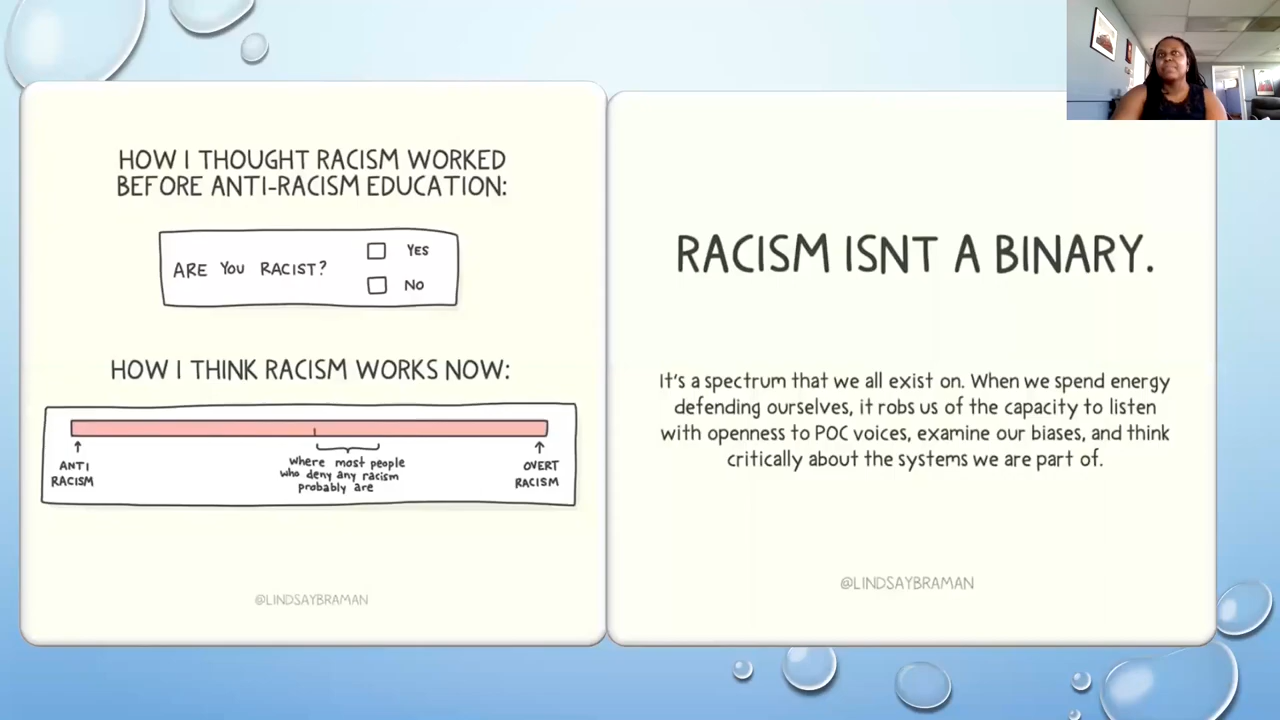 HOW I THOUGHT RACISM WORKED
BEFORE ANTI-RACISM EDUCATION:
ARE YOU RACIST?
YES
NO
HOW I THINK RACISM WORKS NOW:
ANTI
RACISM
where most people
who deny any racism
probably are
OVERT
RACISM
@LINDSAYBRAMAN
RACISM ISNT A BINARY.
It's a spectrum that we all exist on. When we spend energy
defending ourselves, it robs us of the capacity to listen
with openness to POC voices, examine our biases, and think
critically about the systems we are part of.
@LINDSAYBRAMAN